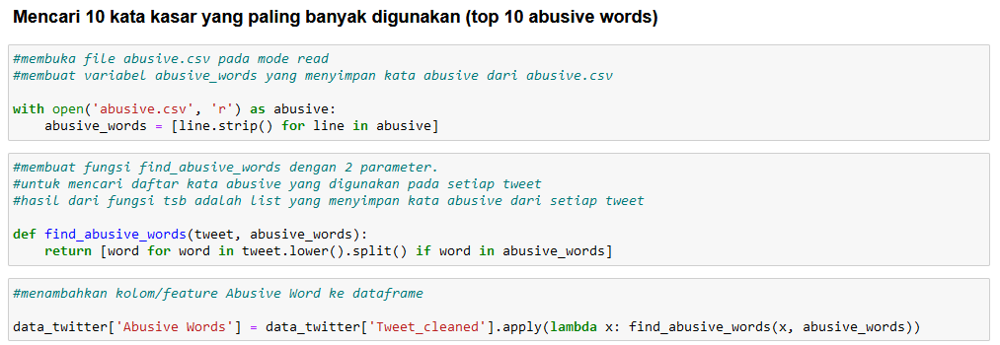 Mencari 10 kata kasar yang paling banyak digunakan (top 10 abusive words)
#membuka file abusive.csv pada mode read
#membuat variabel abusive_words yang menyimpan kata abusive dari abusive.csv
with open('abusive.csv', 'r') as abusive:
    abusive_words = [line.strip() for line in abusive]
#membuat fungsi find_abusive_words dengan 2 parameter.
#untuk mencari daftar kata abusive yang digunakan pada setiap tweet
#hasil dari fungsi tsb adalah list yang menyimpan kata abusive dari setiap tweet
def find_abusive_words(tweet, abusive_words):
    return [word for word in tweet.lower().split() if word in abusive_words]
#menambahkan kolom/feature Abusive Word ke dataframe
data_twitter['Abusive Words'] = data_twitter['Tweet_cleaned'].apply(lambda x: find_abusive_words(x, abusive_words))